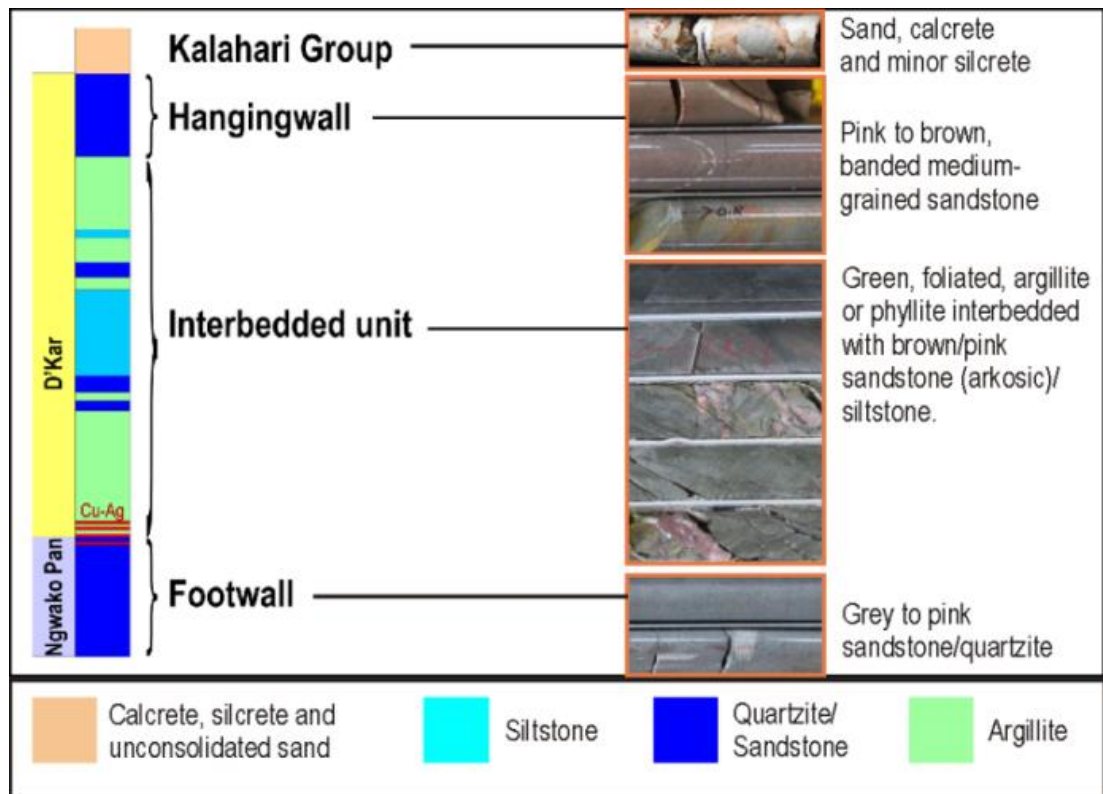 Kalahari Group
Sand, calcrete
and minor silcrete
Hangingwall
Pink to brown,
banded medium-
grained sandstone
D'Kar
Interbedded unit
Green, foliated, argillite
or phyllite interbedded
with brown/pink
sandstone (arkosic)/
siltstone.
Cu-Ag
Ngwako Pan
Footwall
Grey to pink
sandstone/quartzite
Calcrete, silcrete and
unconsolidated sand
Siltstone
Quartzite/
Sandstone
Argillite